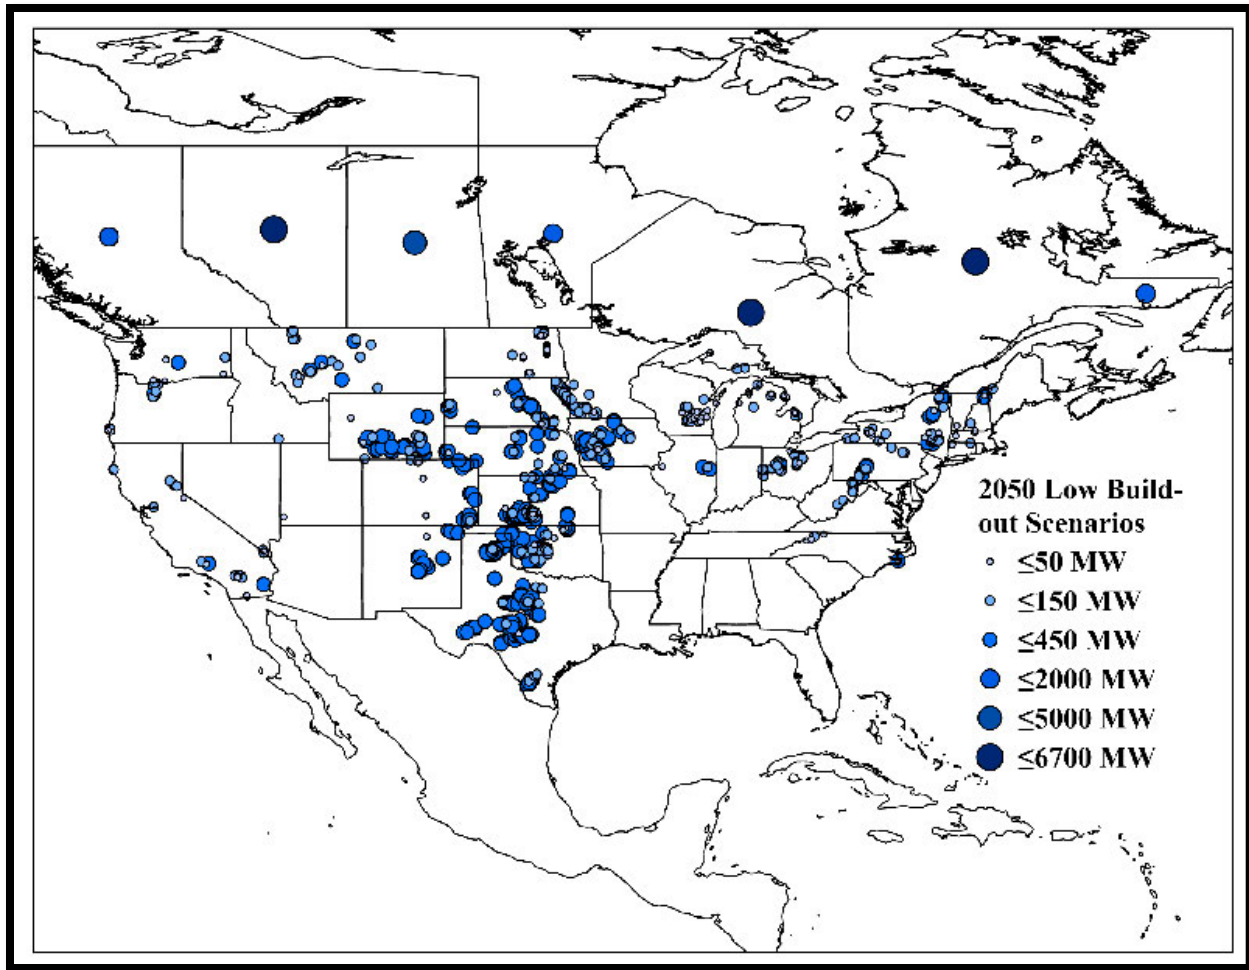 2050 Low Build-
out Scenarios
≤50 MW
≤150 MW
≤450 MW
≤2000 MW
≤5000 MW
≤6700 MW